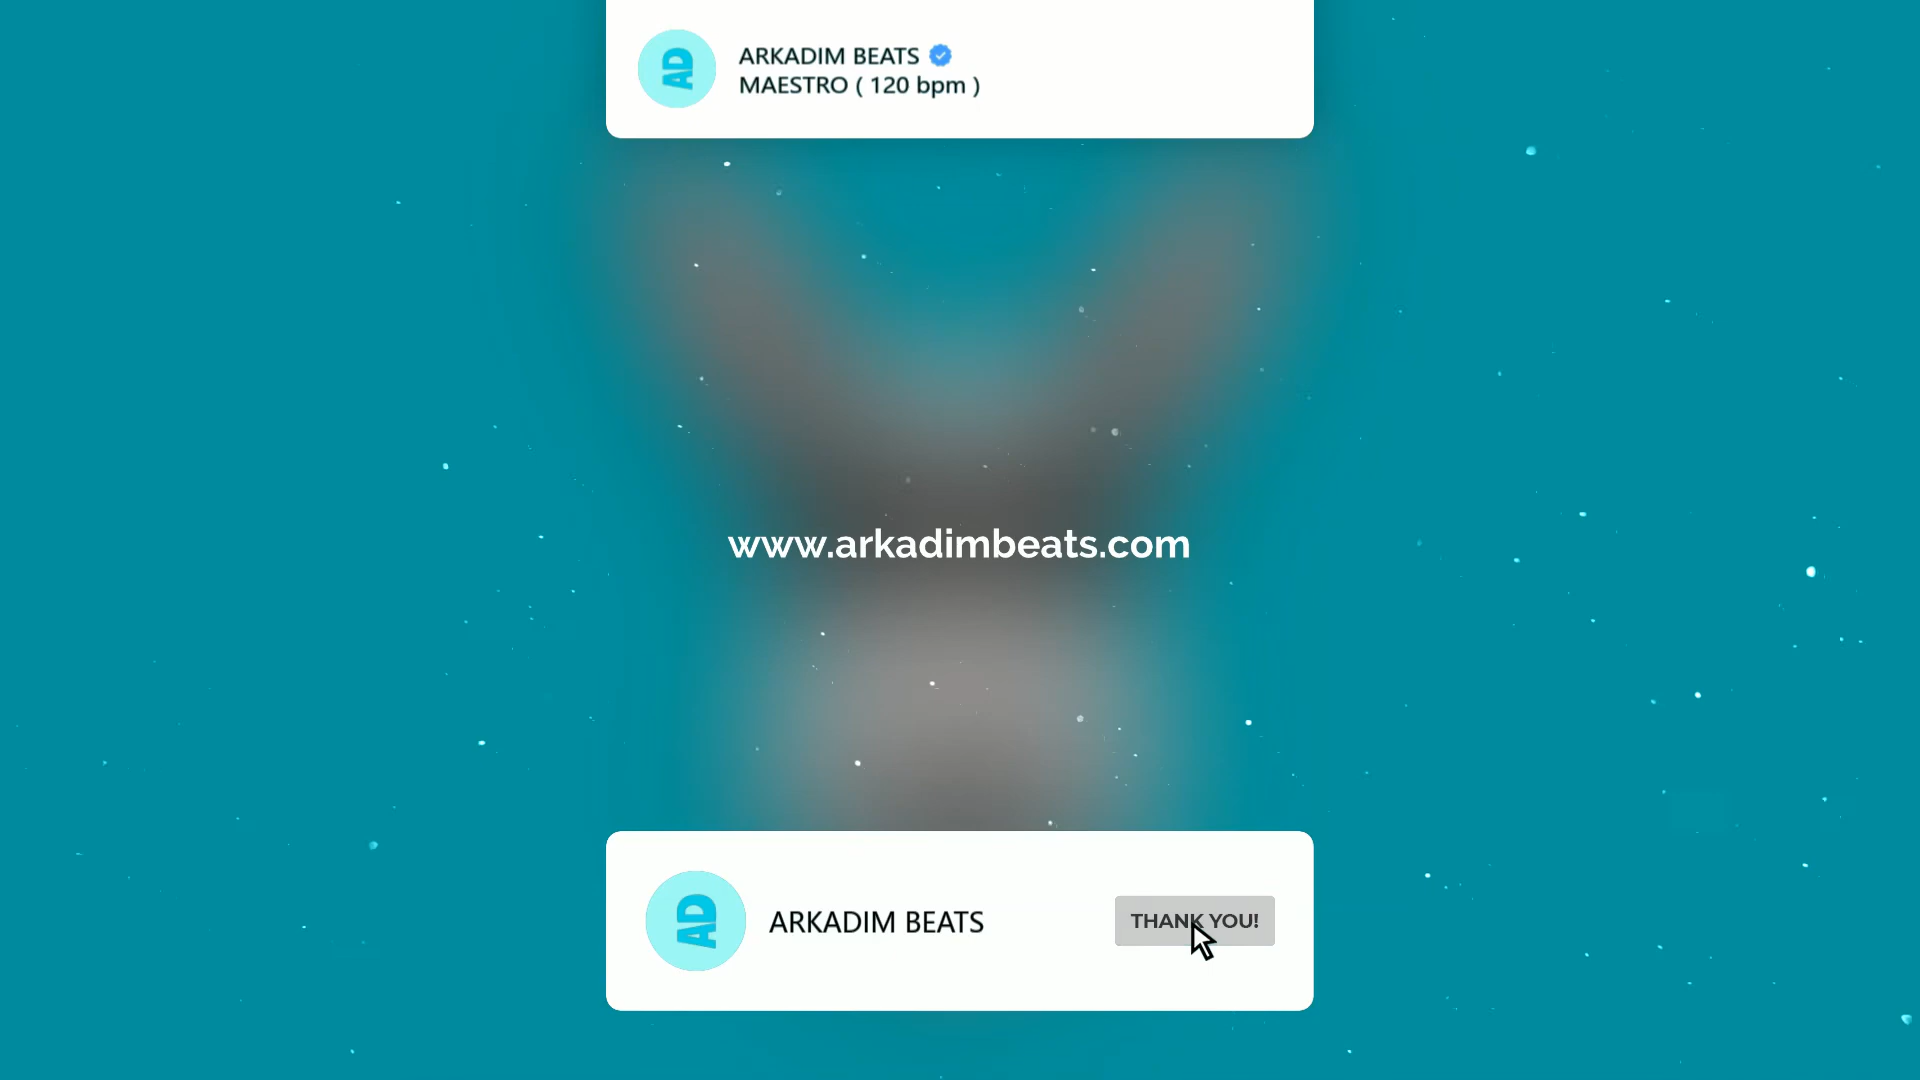 AD
ARKADIM BEATS
MAESTRO ( 120 bpm )
www.arkadimbeats.com
AD
ARKADIM BEATS
THANK YOU!